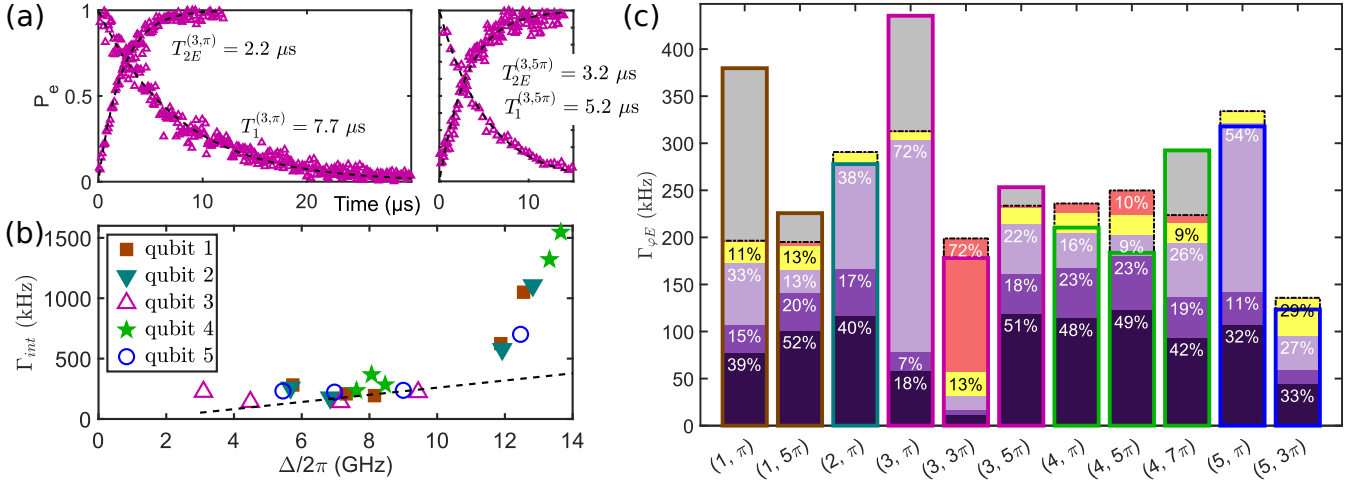 (a)
P_e
1
0.5
0
T_{2E}^{(3,π)} = 2.2 μs
T_1^{(3,π)} = 7.7 μs
0 10 20
Time (μs)
T_{2E}^{(3,5π)} = 3.2 μs
T_1^{(3,5π)} = 5.2 μs
0 10
(b)
Γ_{int} (kHz)
1500
1000
500
0
qubit 1
qubit 2
qubit 3
qubit 4
qubit 5
0 2 4 6 8 10 12 14
Δ/2π (GHz)
(c)
Γ_{φE} (kHz)
400
350
300
250
200
150
100
50
0
11%
33%
15%
39%
13%
13%
20%
52%
38%
17%
40%
72%
7%
18%
72%
13%
22%
18%
51%
16%
23%
48%
10%
9%
23%
49%
9%
26%
19%
42%
54%
11%
32%
29%
27%
33%
(1, π)
(1, 5π)
(2, π)
(3, π)
(3, 3π)
(3, 5π)
(4, π)
(4, 5π)
(4, 7π)
(5, π)
(5, 3π)